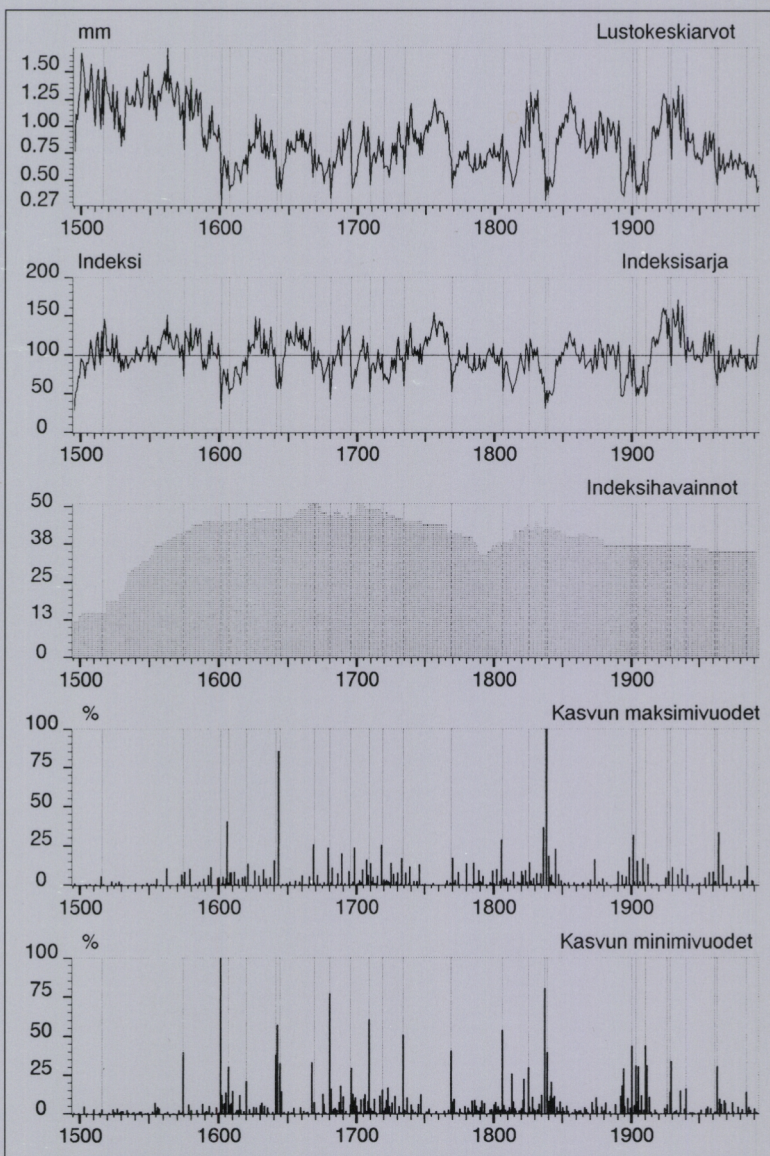 mm Lustokeskiarvot
1.50
1.25
1.00
0.75
0.50
0.27
1500 1600 1700 1800 1900
Indeksi Indeksisarja
200
150
100
50
0
1500 1600 1700 1800 1900
Indeksihavainnot
50
38
25
13
0
1500 1600 1700 1800 1900
% Kasvun maksimivuodet
100
75
50
25
0
1500 1600 1700 1800 1900
% Kasvun minimivuodet
100
75
50
25
0
1500 1600 1700 1800 1900